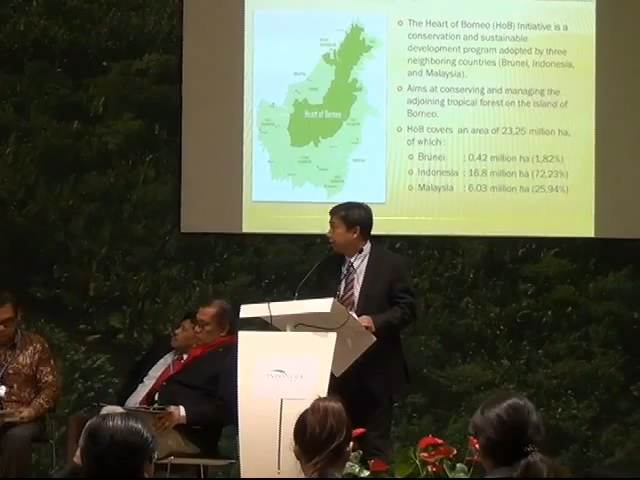 The Heart of Borneo (HoB) Initiative is a
conservation and sustainable
development program adopted by three
neighboring countries (Brunei, Indonesia,
and Malaysia).
Aims at conserving and managing the
adjoining tropical forest on the island of
Borneo.
HoB covers an area of 23,25 million ha,
of which :
Brunei : 0.42 million ha (1,82%)
Indonesia : 16.8 million ha (72,23%)
Malaysia : 6.03 million ha (25,94%)
Heart of Borneo